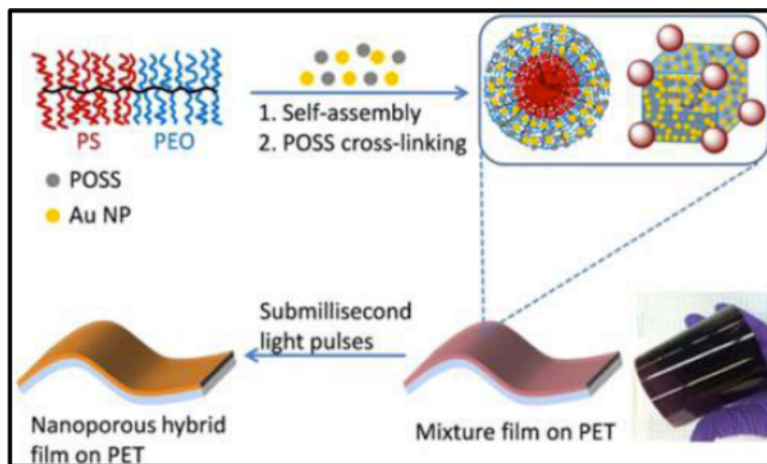 PS PEO
POSS
Au NP
1. Self-assembly
2. POSS cross-linking
Submillisecond
light pulses
Nanoporous hybrid
film on PET
Mixture film on PET